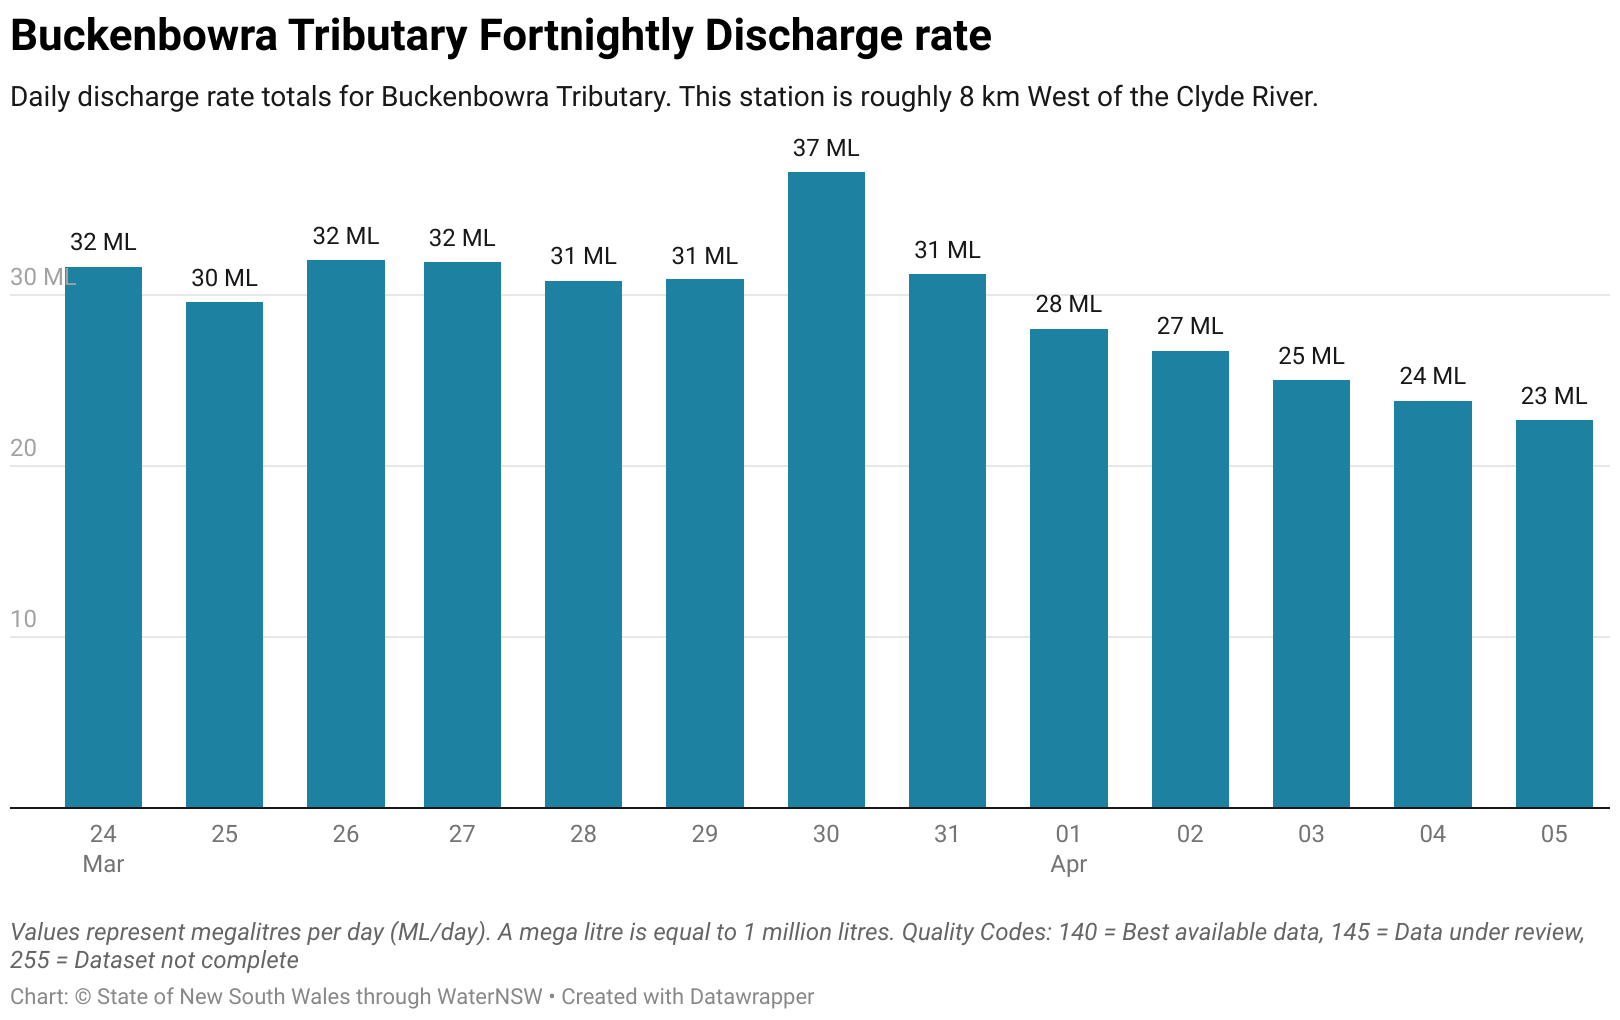 Buckenbowra Tributary Fortnightly Discharge rate
Daily discharge rate totals for Buckenbowra Tributary. This station is roughly 8 km West of the Clyde River.
37 ML
32 ML
32 ML
32 ML
31 ML
31 ML
31 ML
30 ML
30 ML
28 ML
27 ML
25 ML
24 ML
23 ML
20
10
24 25 26 27 28 29 30 31 01 02 03 04 05
Mar Apr
Values represent megalitres per day (ML/day). A mega litre is equal to 1 million litres. Quality Codes: 140 = Best available data, 145 = Data under review,
255 = Dataset not complete
Chart: © State of New South Wales through WaterNSW • Created with Datawrapper